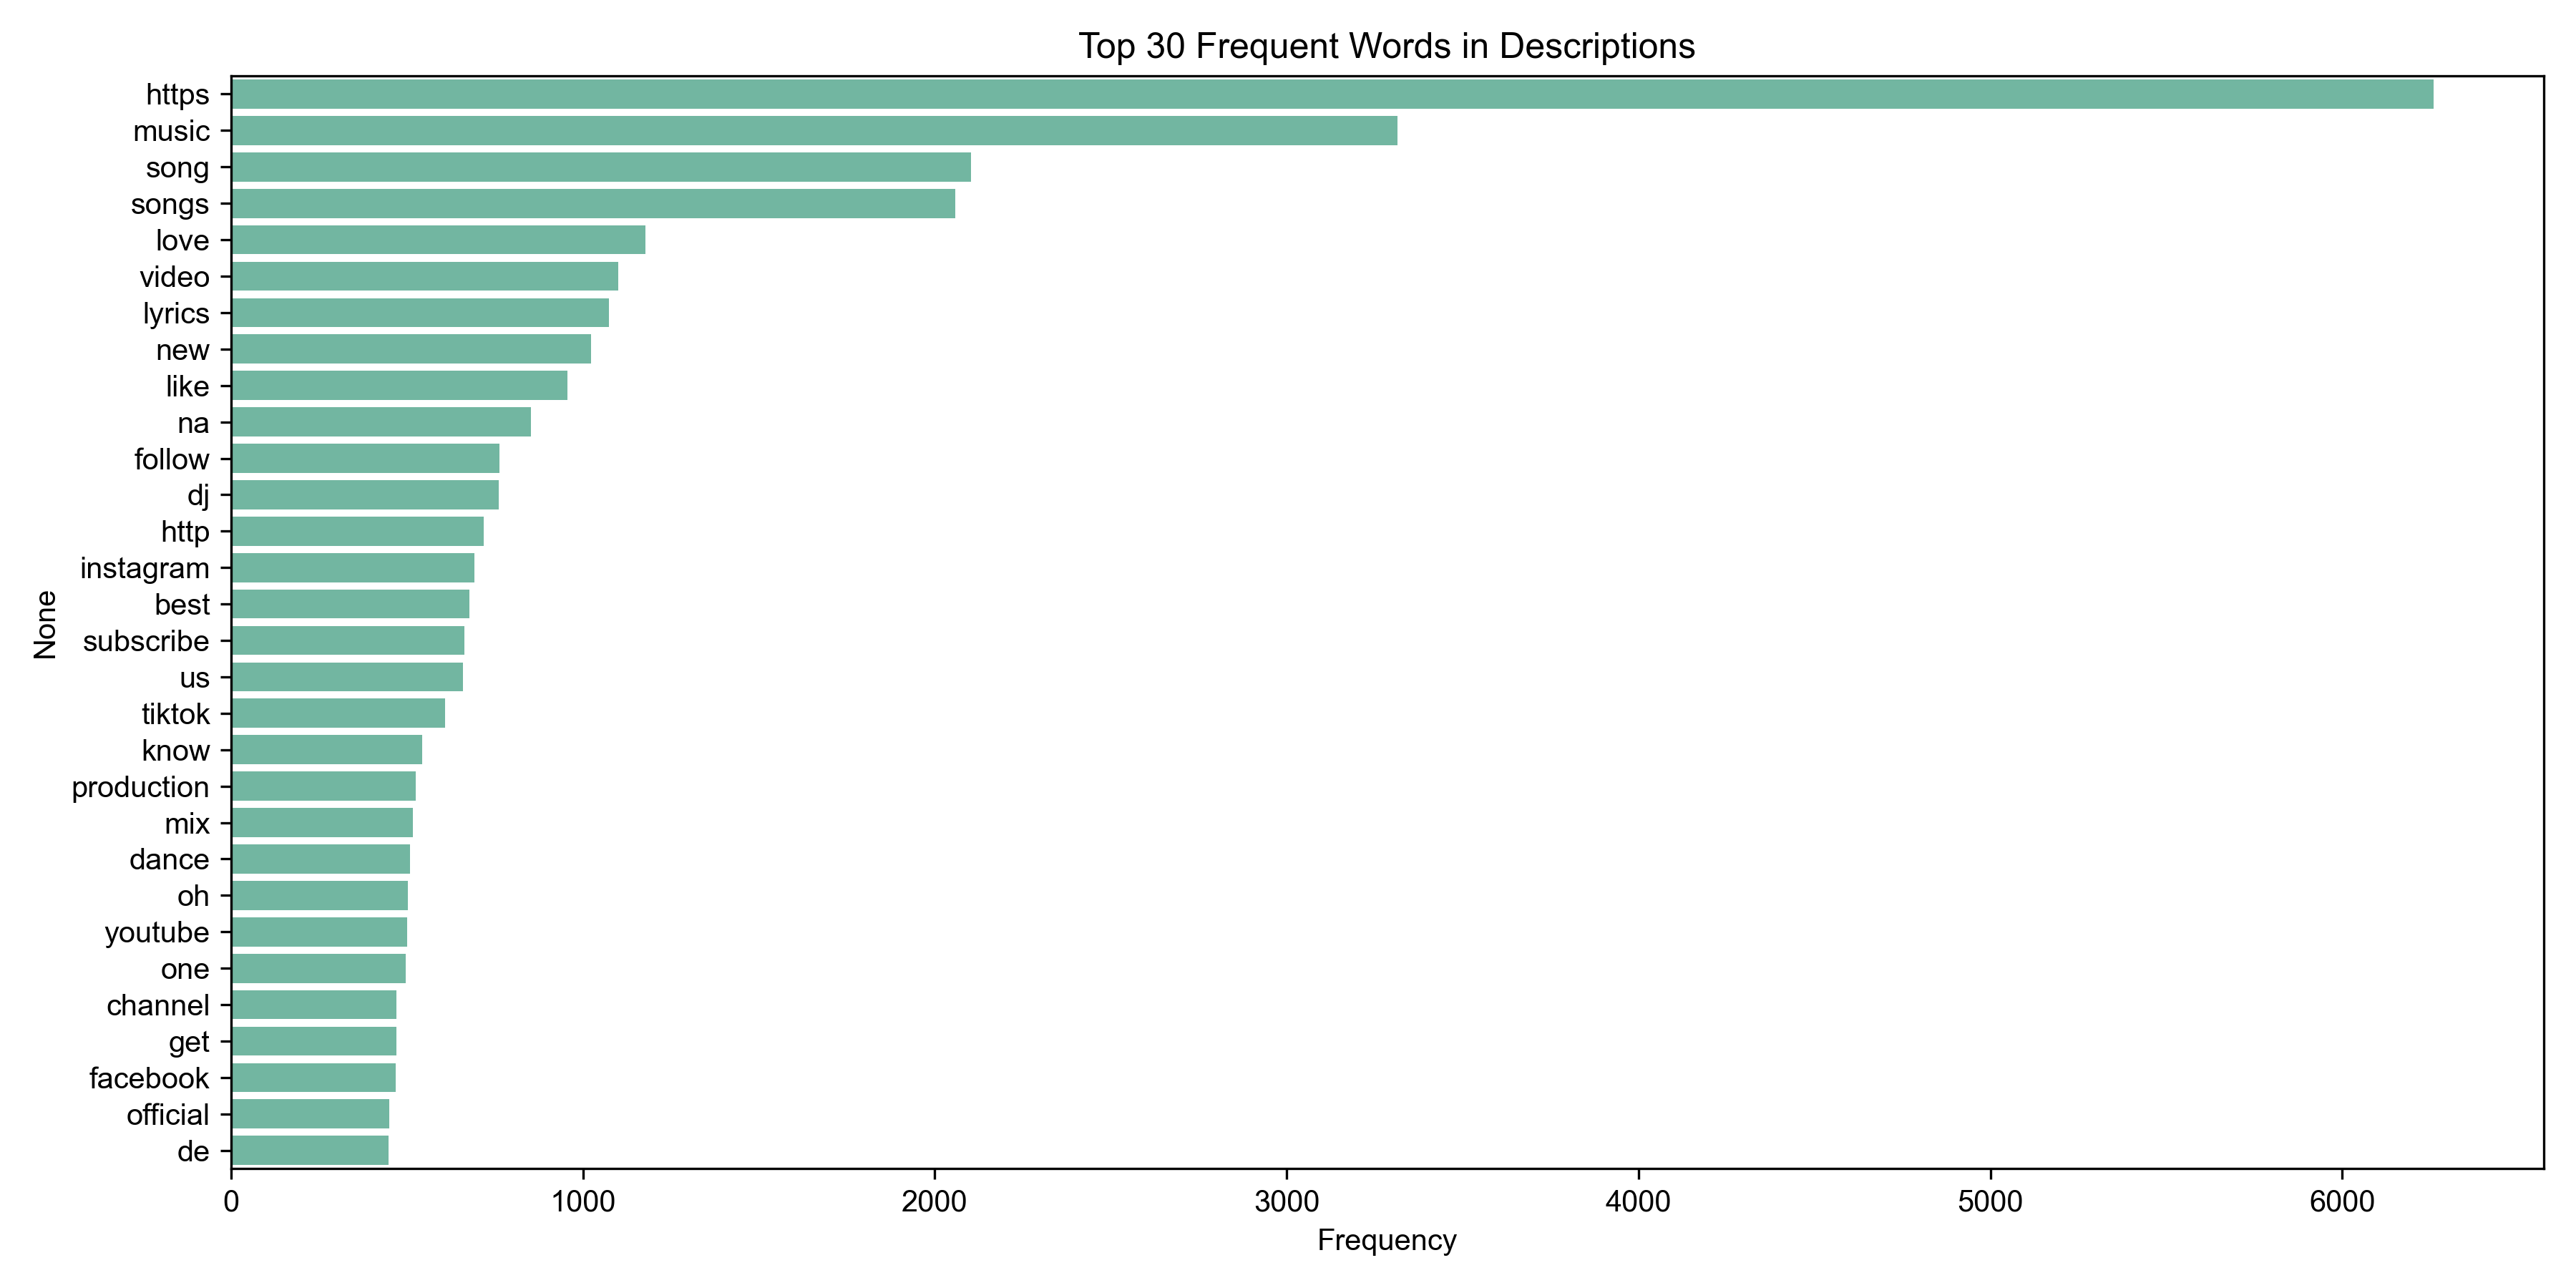 Top 30 Frequent Words in Descriptions
https
music
song
songs
love
video
lyrics
new
like
na
follow
dj
http
instagram
best
subscribe
us
tiktok
know
production
mix
dance
oh
youtube
one
channel
get
facebook
official
de
None
0 1000 2000 3000 4000 5000 6000
Frequency